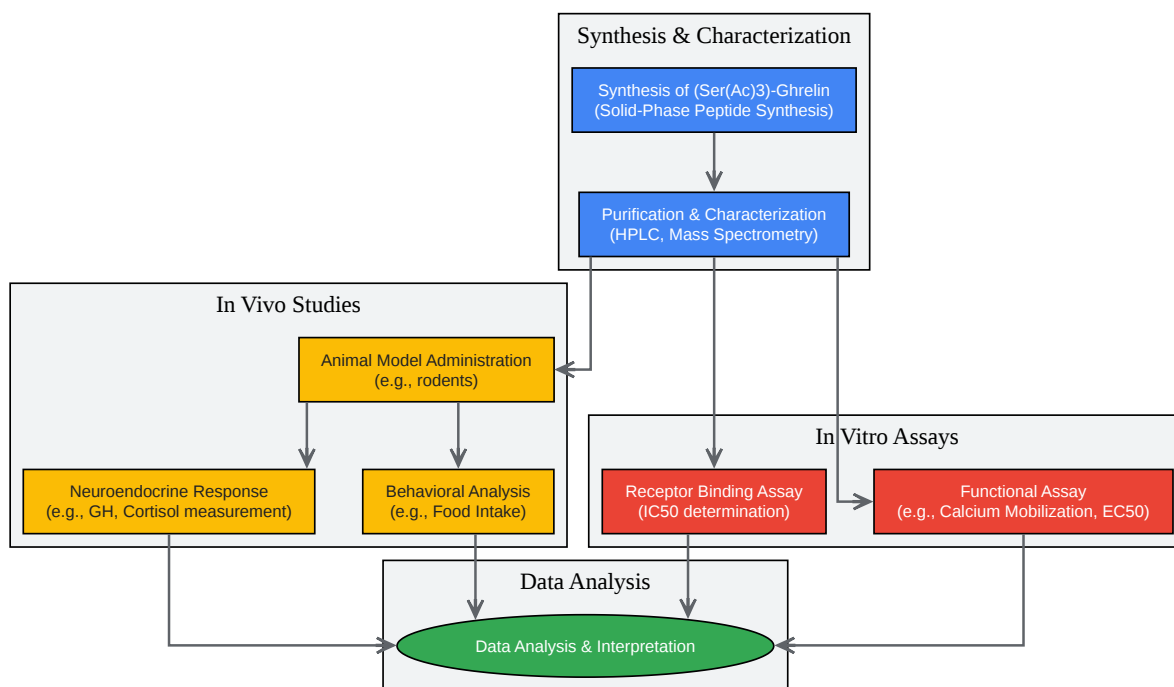 Synthesis & Characterization
Synthesis of (Ser(Ac)3)-Ghrelin
(Solid-Phase Peptide Synthesis)
Purification & Characterization
(HPLC, Mass Spectrometry)
In Vivo Studies
Animal Model Administration
(e.g., rodents)
Neuroendocrine Response
(e.g., GH, Cortisol measurement)
Behavioral Analysis
(e.g., Food Intake)
In Vitro Assays
Receptor Binding Assay
(IC50 determination)
Functional Assay
(e.g., Calcium Mobilization, EC50)
Data Analysis
Data Analysis & Interpretation